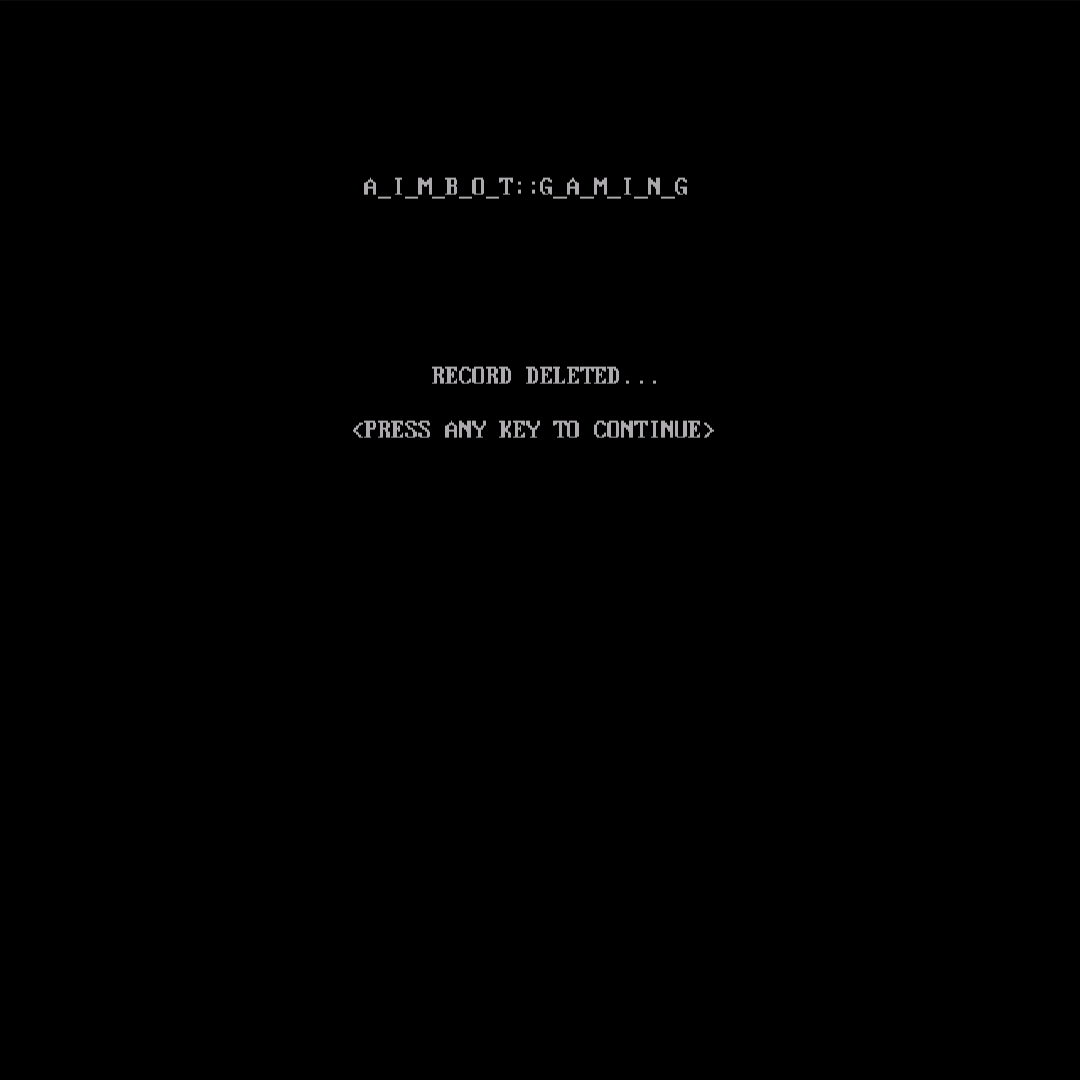 A_I_M_B_O_T::G_A_M_I_N_G
RECORD DELETED...
<PRESS ANY KEY TO CONTINUE>